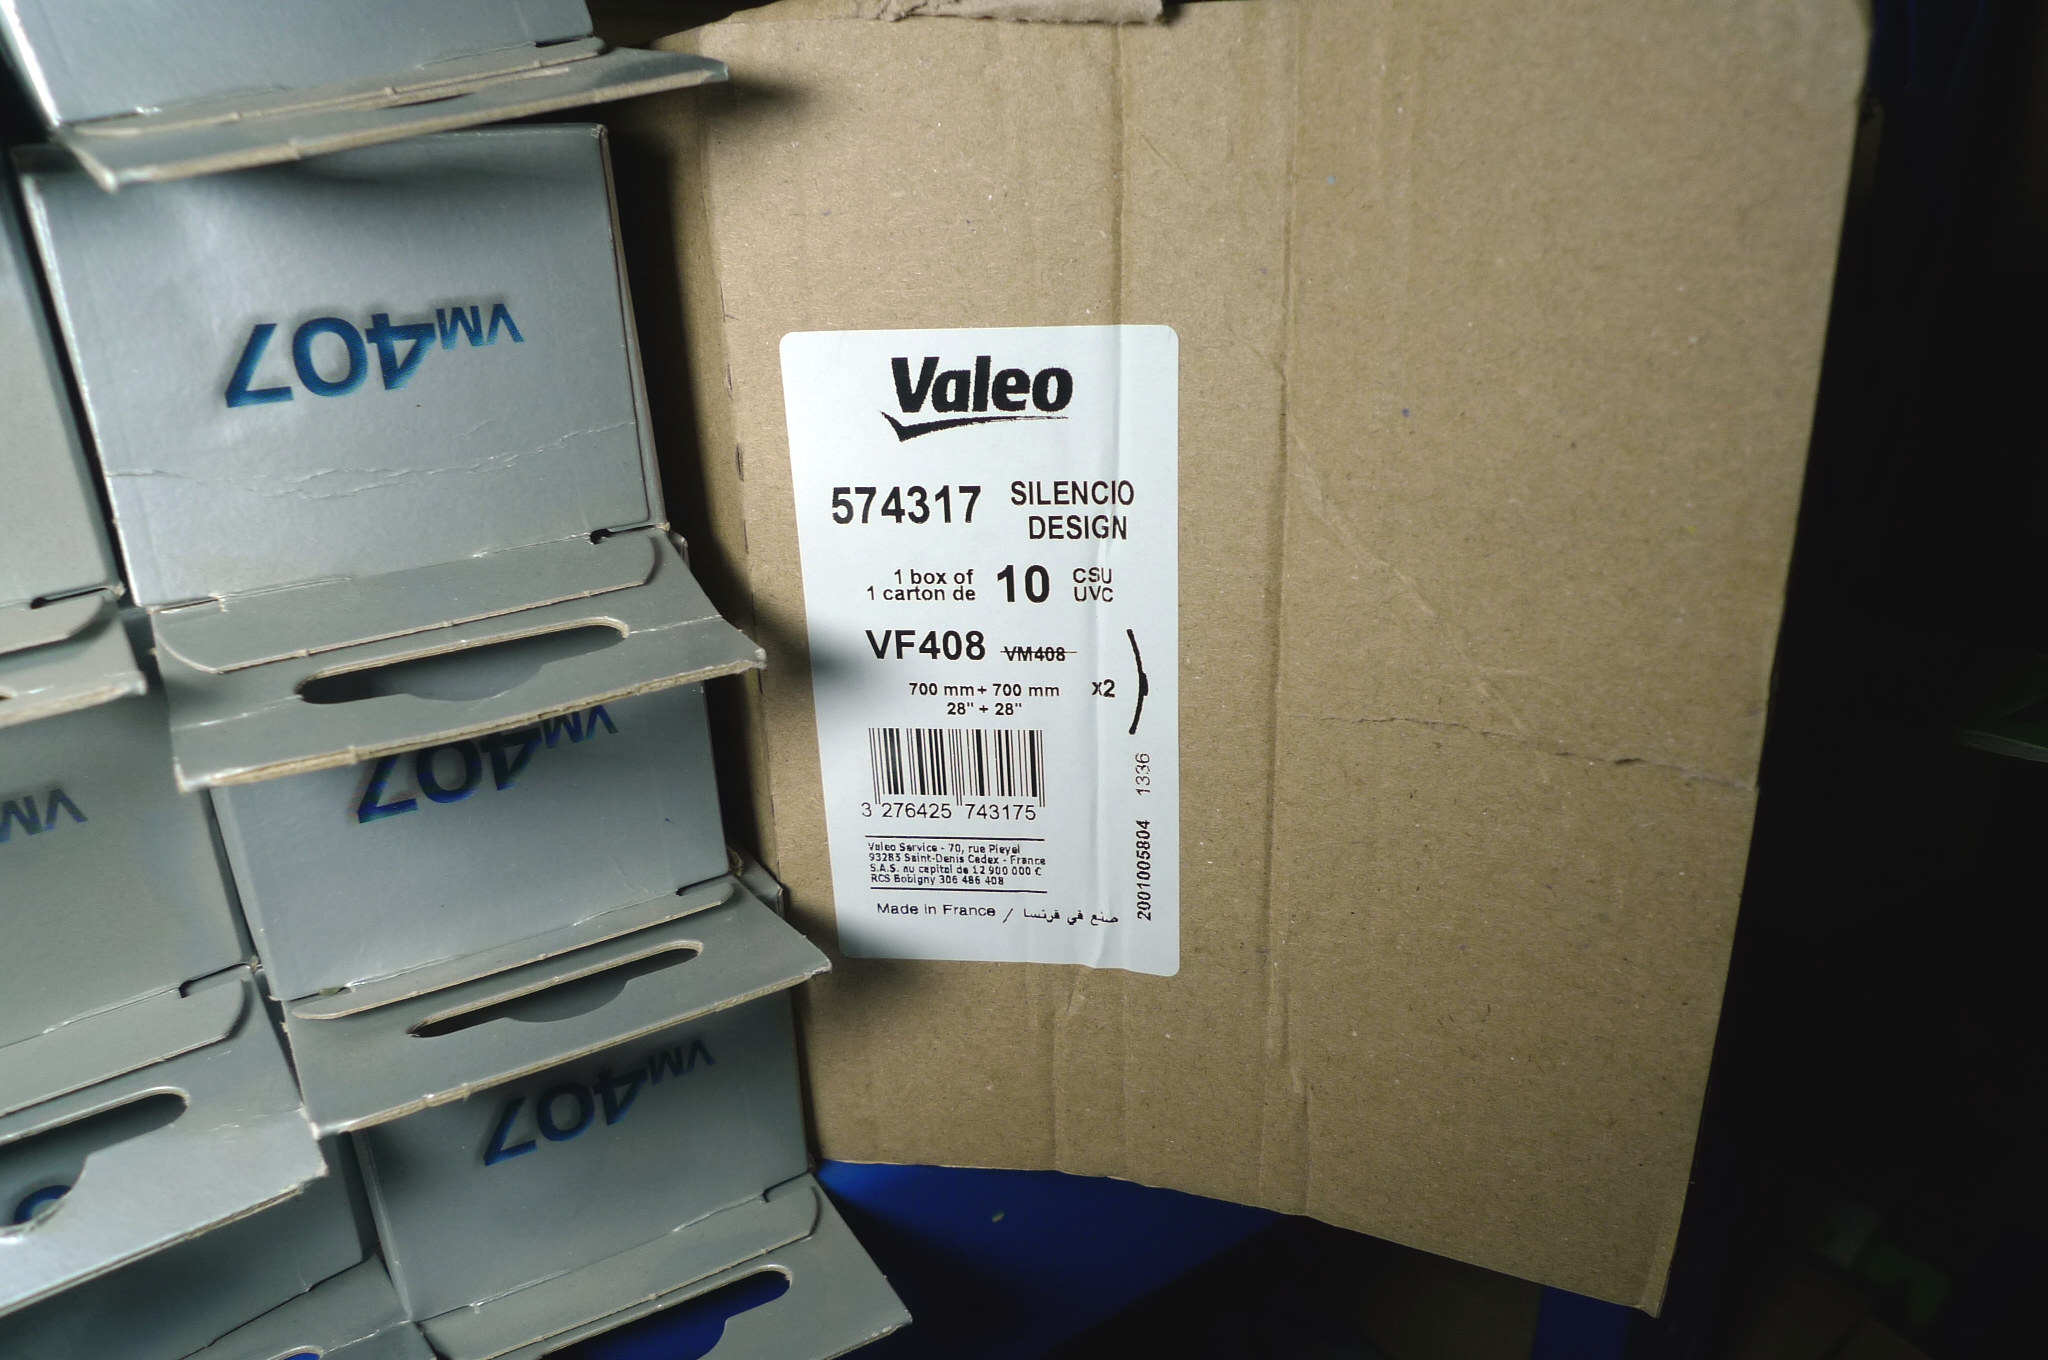 VM407
VM407
VM
VM407
Valeo
574317 SILENCIO
DESIGN
1 box of 10 CSU
1 carton de UVC
VF408 VM408
700 mm + 700 mm x2
28" + 28"
3 276425 743175
Valeo Service - 70, rue Pleyel
93283 Saint-Denis Cedex - France
S.A.S. au capital de 12 900 000 €
RCS Bobigny 306 486 408
Made in France / صنع في فرنسا
2001005804 1336